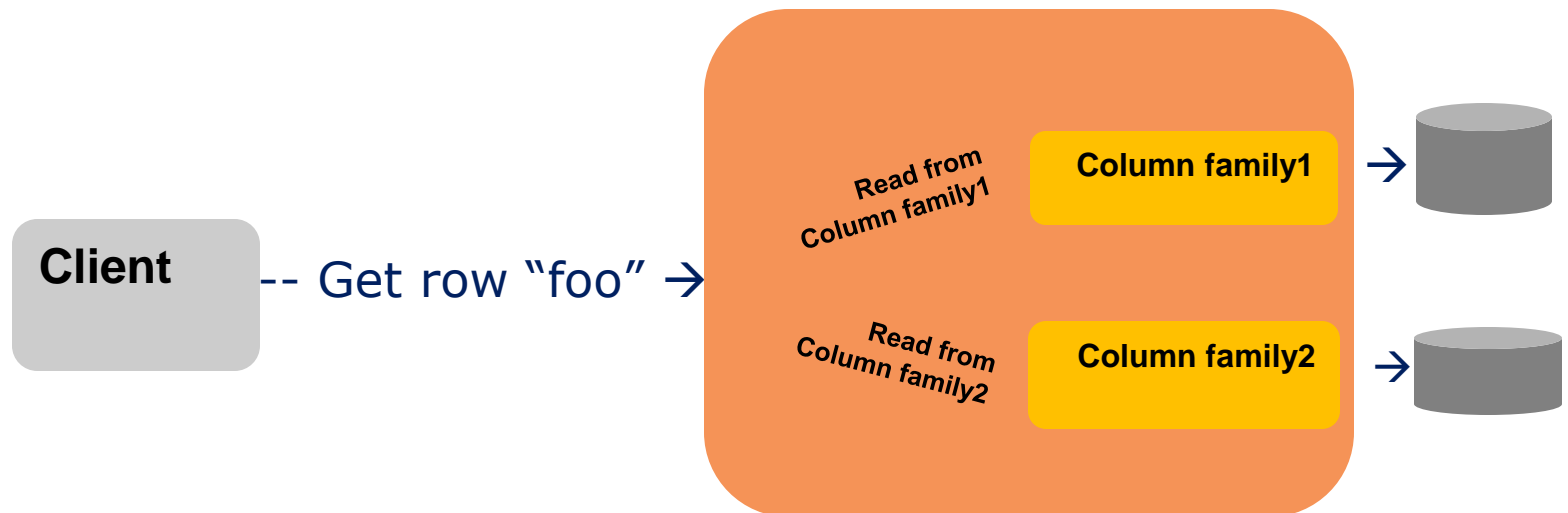 Client
-- Get row “foo” →
Read from
Column family1
Column family1
→
Read from
Column family2
Column family2
→